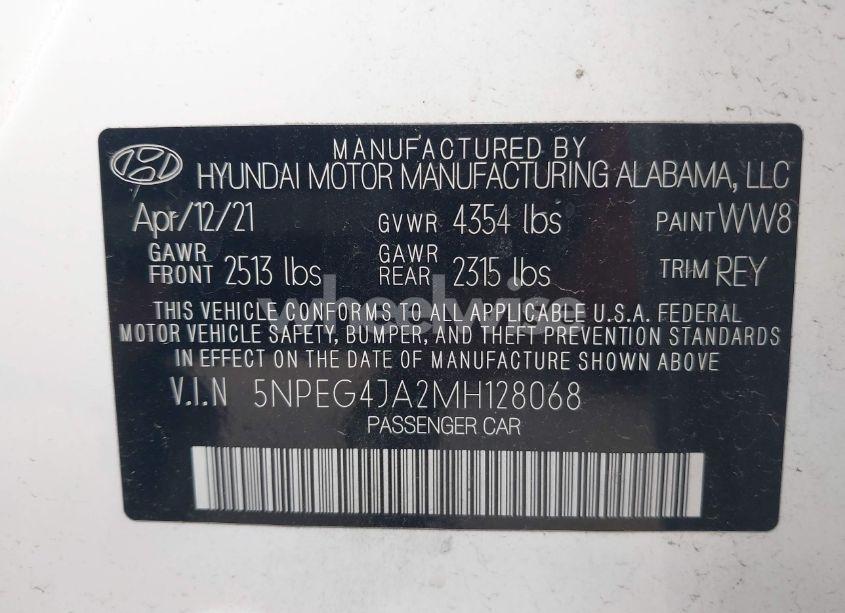 MANUFACTURED BY
HYUNDAI MOTOR MANUFACTURING ALABAMA, LLC
Apr/12/21 GVWR 4354 lbs PAINT WW8
GAWR FRONT 2513 lbs GAWR REAR 2315 lbs TRIM REY
THIS VEHICLE CONFORMS TO ALL APPLICABLE U.S.A. FEDERAL
MOTOR VEHICLE SAFETY, BUMPER, AND THEFT PREVENTION STANDARDS
IN EFFECT ON THE DATE OF MANUFACTURE SHOWN ABOVE
V.I.N 5NPEG4JA2MH128068
PASSENGER CAR
wheelwise